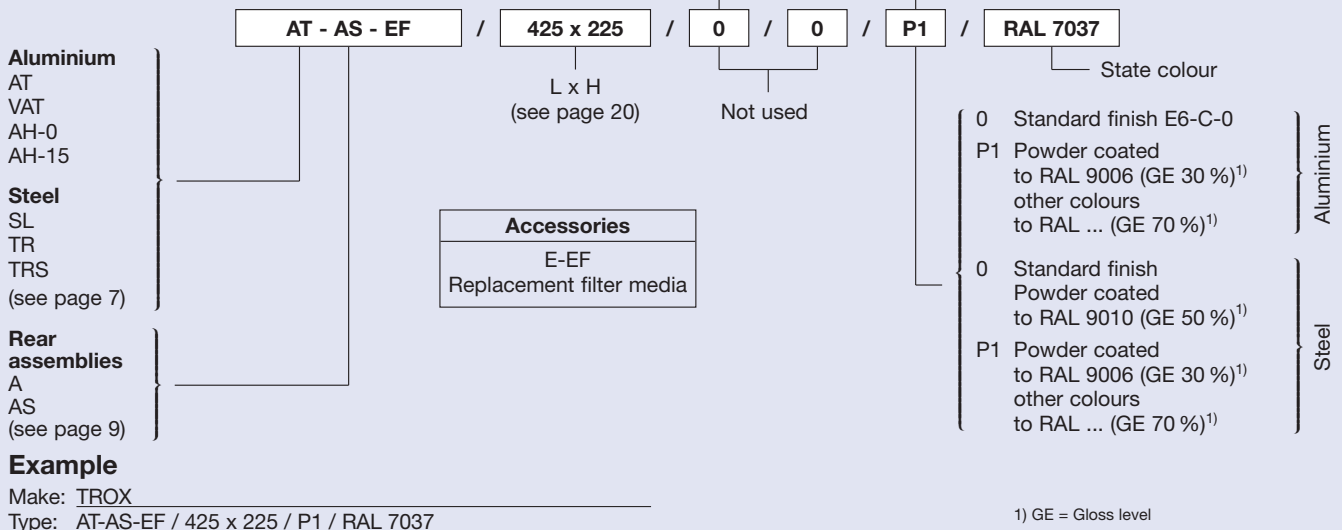 AT - AS - EF / 425 x 225 / 0 / 0 / P1 / RAL 7037
Aluminium
AT
VAT
AH-0
AH-15
Steel
SL
TR
TRS
(see page 7)
Rear
assemblies
A
AS
(see page 9)
L x H
(see page 20)
Not used
State colour
Accessories
E-EF
Replacement filter media
0 Standard finish E6-C-0
P1 Powder coated
to RAL 9006 (GE 30 %)1)
other colours
to RAL ... (GE 70 %)1)
Aluminium
0 Standard finish
Powder coated
to RAL 9010 (GE 50 %)1)
P1 Powder coated
to RAL 9006 (GE 30 %)1)
other colours
to RAL ... (GE 70 %)1)
Steel
Example
Make: TROX
Type: AT-AS-EF / 425 x 225 / P1 / RAL 7037
1) GE = Gloss level